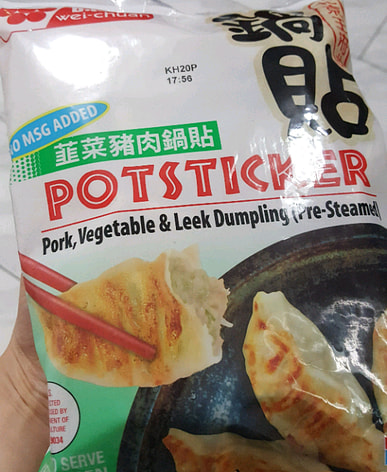 wei-chuan
鍋
貼
KH20P
17:56
NO MSG ADDED
韮菜豬肉鍋貼
POTSTICKER
Pork, Vegetable & Leek Dumpling (Pre-Steamed)
SERVE